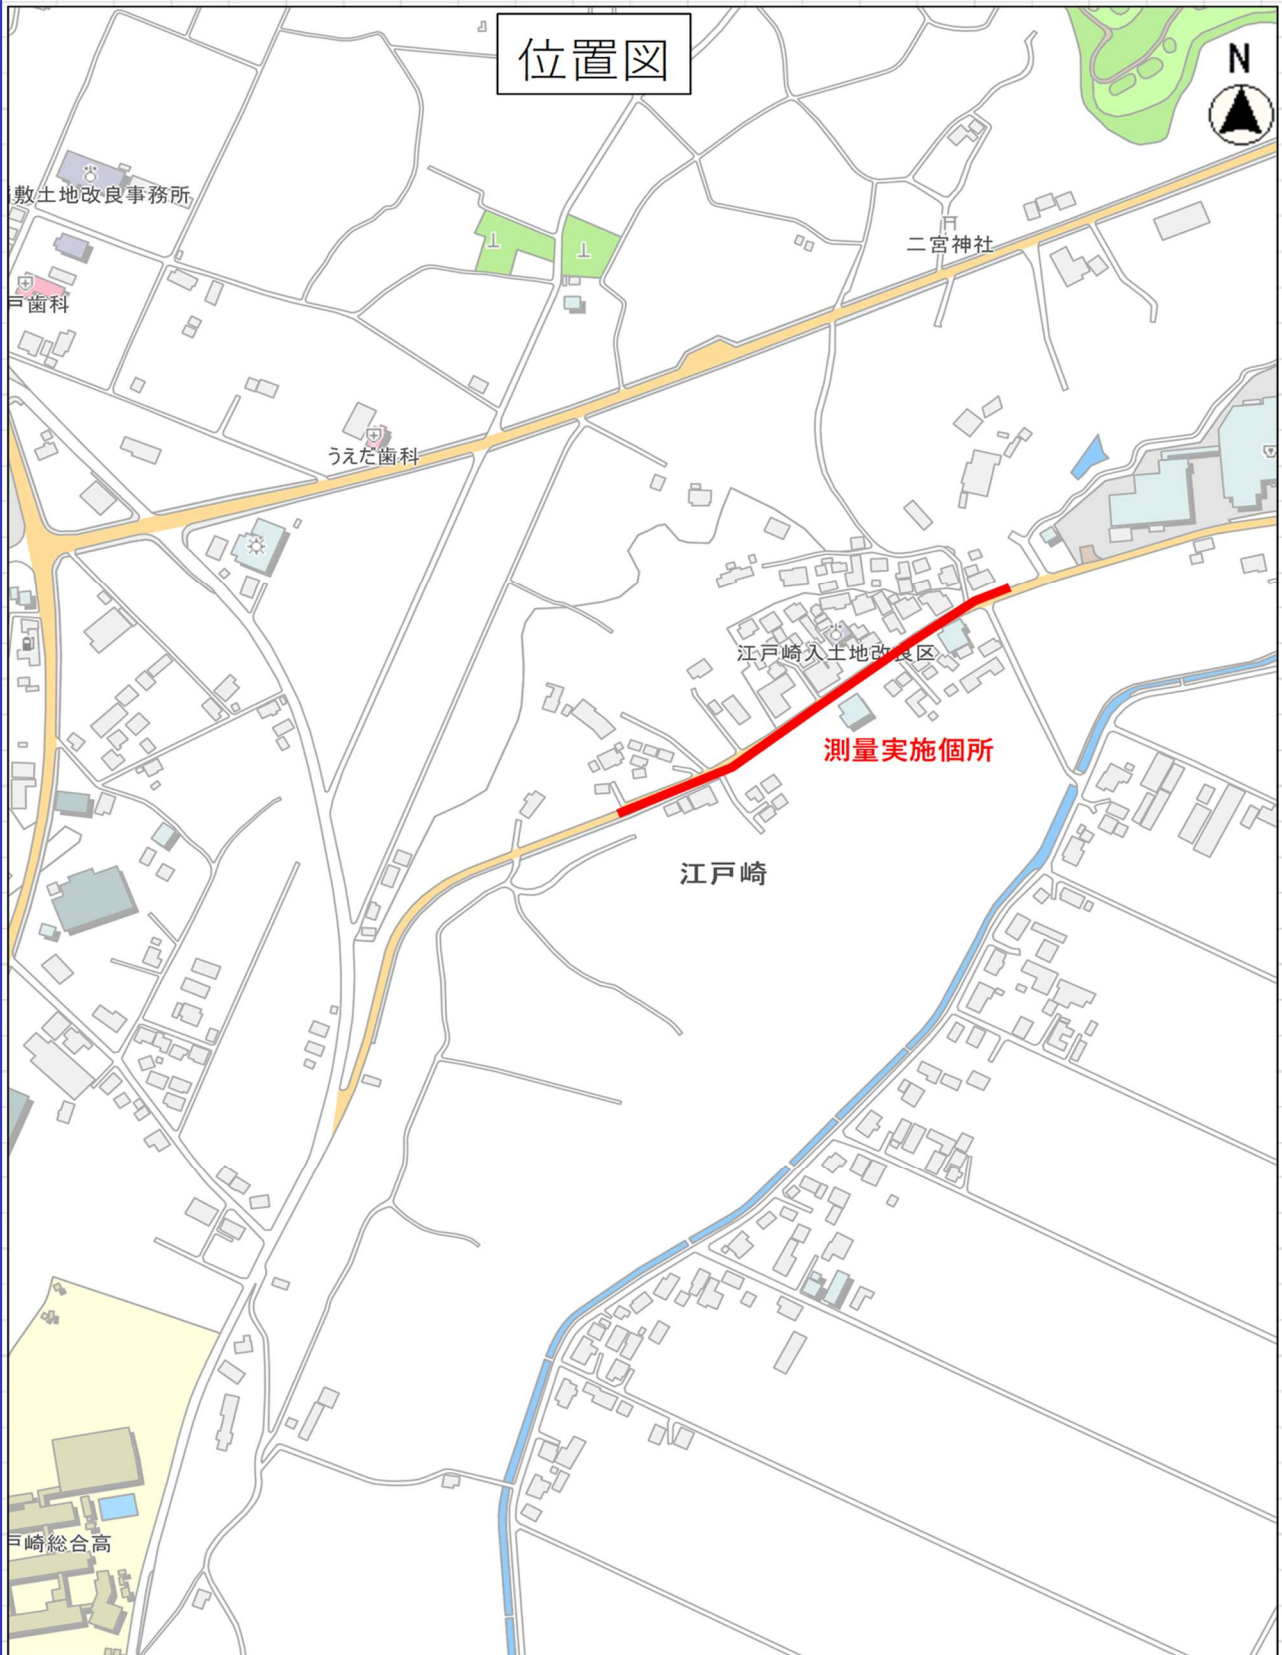 位置図
N
敷土地改良事務所
二宮神社
戸歯科
うえだ歯科
江戸崎入土地改良区
測量実施個所
江戸崎
戸崎総合高